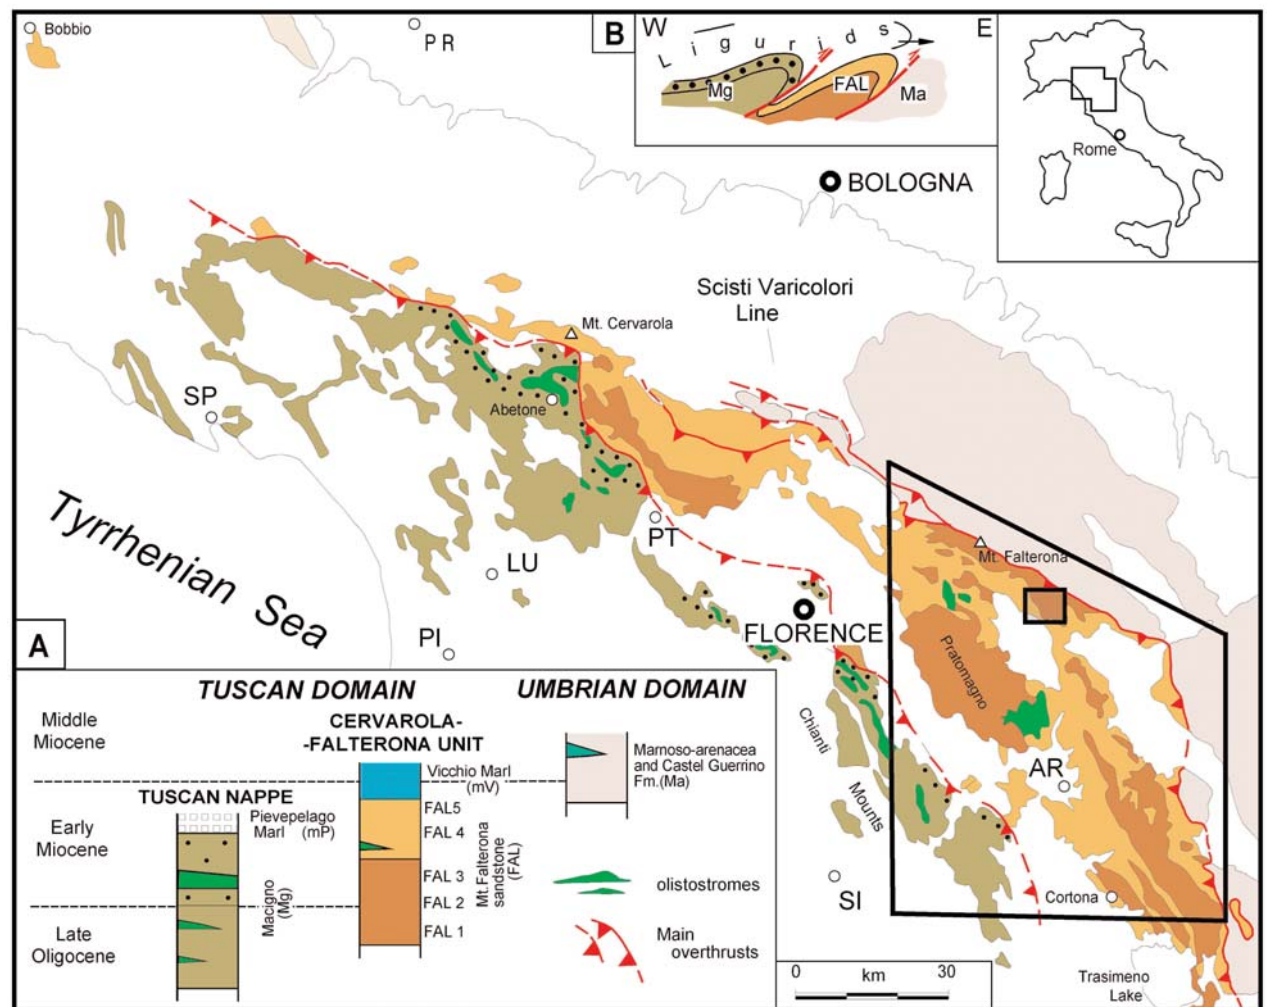 Bobbio
P R
B
W
E
L i g u r i d s
Mg
FAL
Ma
Rome
BOLOGNA
Scisti Varicolori
Line
Mt. Cervarola
SP
Abetone
PT
Mt. Falterona
LU
Tyrrhenian Sea
FLORENCE
PI
A
Pratomagno
Chianti
Mounts
AR
SI
Cortona
Trasimeno
Lake
TUSCAN DOMAIN
UMBRIAN DOMAIN
Middle
Miocene
CERVAROLA-
-FALTERONA UNIT
Vicchio Marl
(mV)
Marnoso-arenacea
and Castel Guerrino
Fm.(Ma)
TUSCAN NAPPE
Pievepelago
Marl (mP)
Early
Miocene
FAL5
FAL 4
FAL 3
FAL 2
FAL 1
Mt.Falterona
sandstone
(FAL)
Macigno
(Mg)
Late
Oligocene
olistostromes
Main
overthrusts
0 km 30